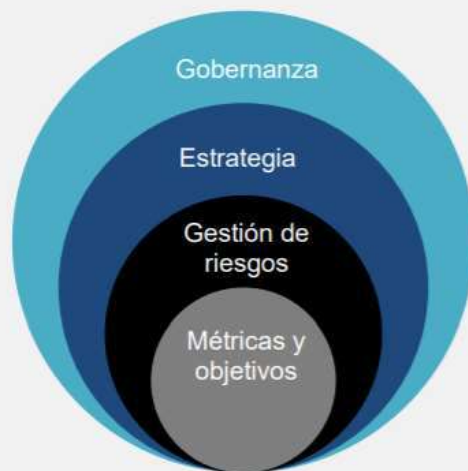 Gobernanza
Estrategia
Gestión de
riesgos
Métricas y
objetivos